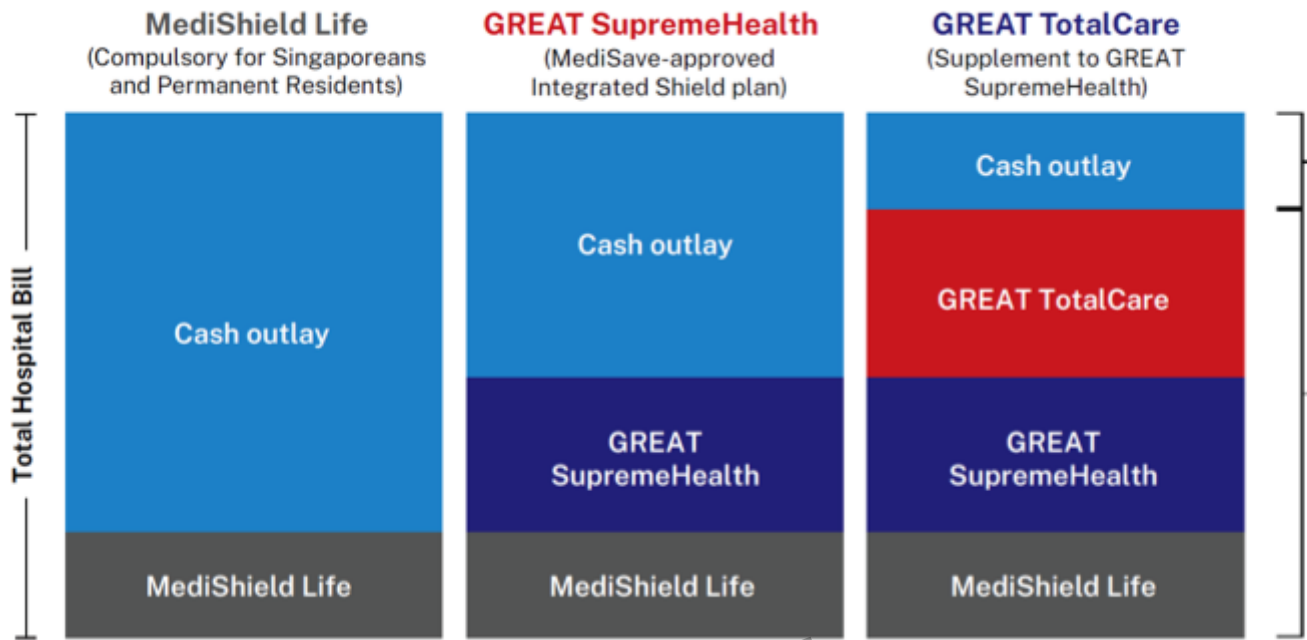 MediShield Life
(Compulsory for Singaporeans
and Permanent Residents)
GREAT SupremeHealth
(MediSave-approved
Integrated Shield plan)
GREAT TotalCare
(Supplement to GREAT
SupremeHealth)
Total Hospital Bill
Cash outlay
MediShield Life
Cash outlay
GREAT
SupremeHealth
MediShield Life
Cash outlay
GREAT TotalCare
GREAT
SupremeHealth
MediShield Life